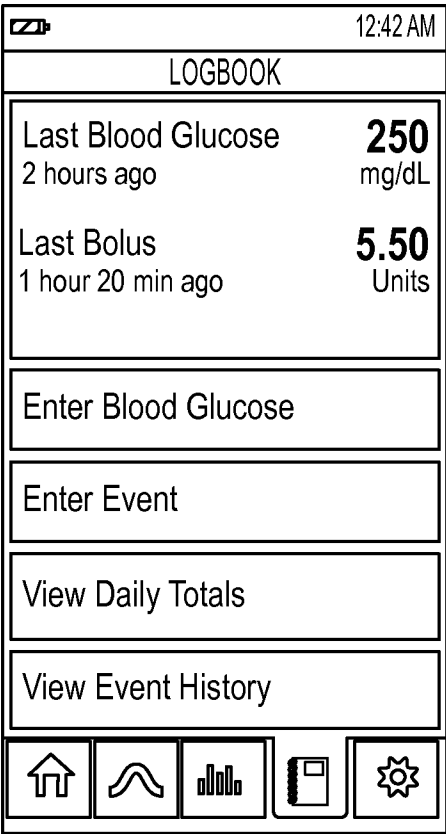 12:42 AM
LOGBOOK
Last Blood Glucose 250
2 hours ago mg/dL
Last Bolus 5.50
1 hour 20 min ago Units
Enter Blood Glucose
Enter Event
View Daily Totals
View Event History